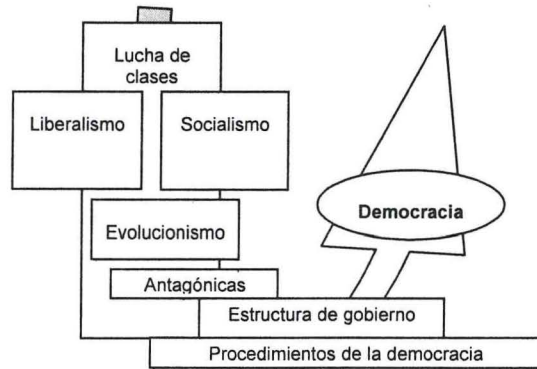 Lucha de
clases
Liberalismo
Socialismo
Democracia
Evolucionismo
Antagónicas
Estructura de gobierno
Procedimientos de la democracia